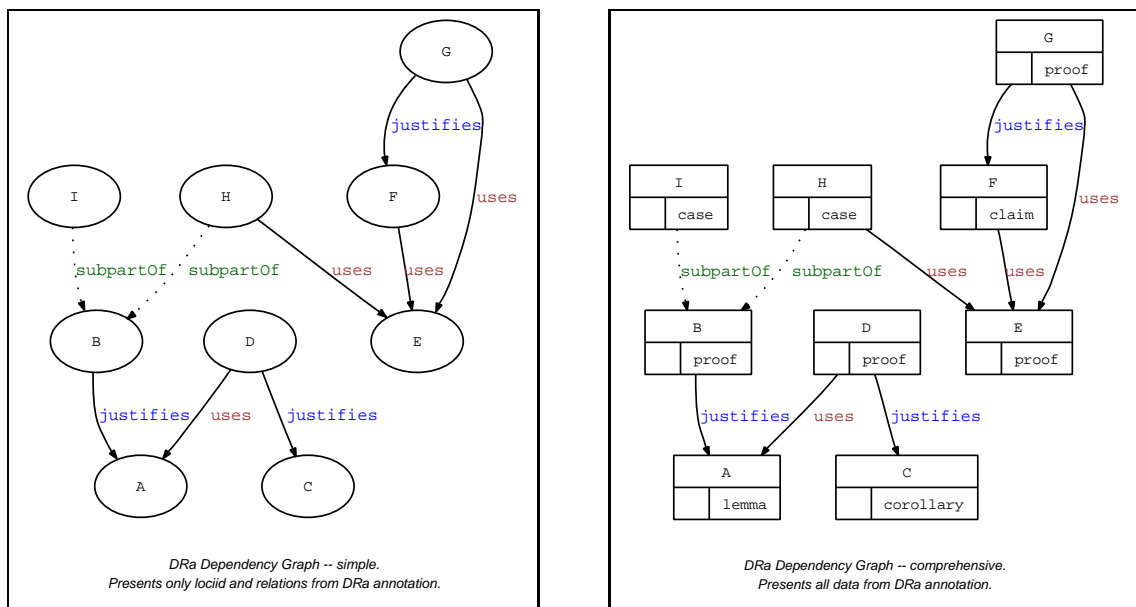 G
justifies
I
H
F
uses
subpartOf
subpartOf
uses
uses
B
D
E
justifies
uses
justifies
A
C
DRa Dependency Graph -- simple.
Presents only lociid and relations from DRa annotation.
G
proof
justifies
I
H
F
case
case
claim
uses
subpartOf
subpartOf
uses
uses
B
D
E
proof
proof
proof
justifies
uses
justifies
A
C
lemma
corollary
DRa Dependency Graph -- comprehensive.
Presents all data from DRa annotation.